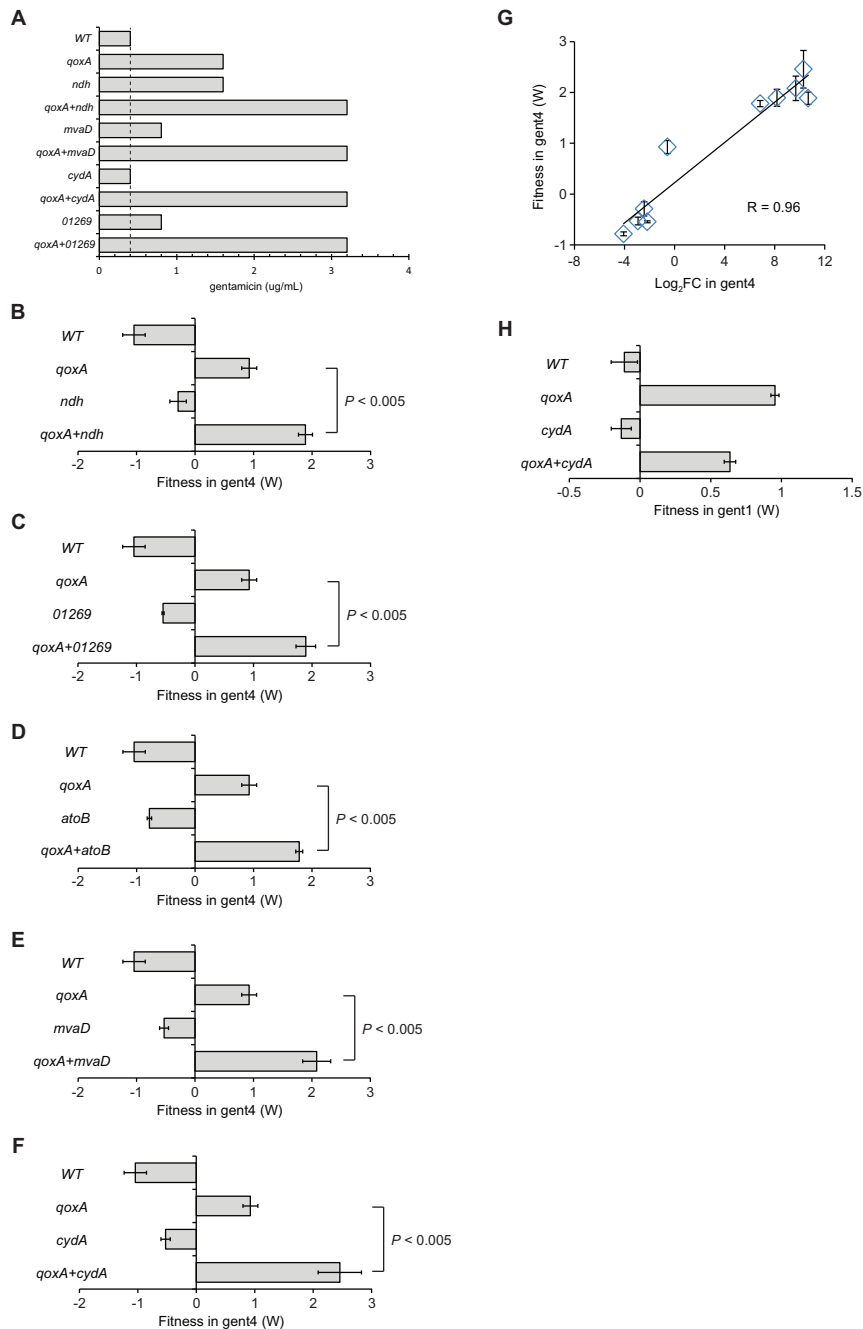 A
WT
qoxA
ndh
qoxA+ndh
mvaD
qoxA+mvaD
cydA
qoxA+cydA
01269
qoxA+01269
0 1 2 3 4
gentamicin (ug/mL)
B
WT
qoxA
ndh
qoxA+ndh
P < 0.005
-2 -1 0 1 2 3
Fitness in gent4 (W)
C
WT
qoxA
01269
qoxA+01269
P < 0.005
-2 -1 0 1 2 3
Fitness in gent4 (W)
D
WT
qoxA
atoB
qoxA+atoB
P < 0.005
-2 -1 0 1 2 3
Fitness in gent4 (W)
E
WT
qoxA
mvaD
qoxA+mvaD
P < 0.005
-2 -1 0 1 2 3
Fitness in gent4 (W)
F
WT
qoxA
cydA
qoxA+cydA
P < 0.005
-2 -1 0 1 2 3
Fitness in gent4 (W)
G
Fitness in gent4 (W)
3
2
1
0
-1
R = 0.96
-8 -4 0 4 8 12
Log₂FC in gent4
H
WT
qoxA
cydA
qoxA+cydA
-0.5 0 0.5 1 1.5
Fitness in gent1 (W)